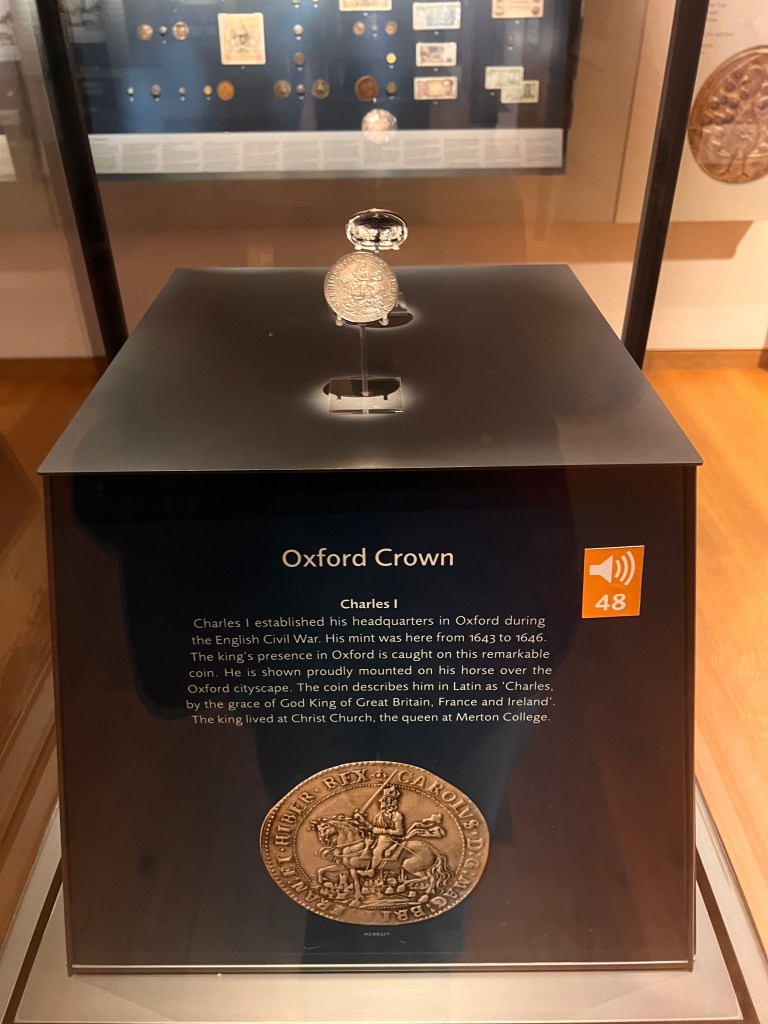 Oxford Crown
48
Charles I
Charles I established his headquarters in Oxford during
the English Civil War. His mint was here from 1643 to 1646.
The king's presence in Oxford is caught on this remarkable
coin. He is shown proudly mounted on his horse over the
Oxford cityscape. The coin describes him in Latin as 'Charles,
by the grace of God King of Great Britain, France and Ireland'.
The king lived at Christ Church, the queen at Merton College.
CAROLVS·D:G:MAG:BRIT FRAN·ET·HIBER·REX